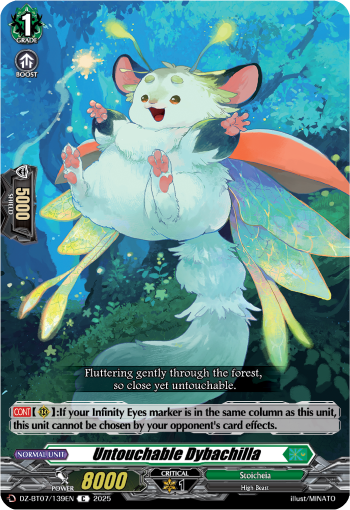 1
GRADE
BOOST
5000
SHIELD
Fluttering gently through the forest,
so close yet untouchable.
CONT【】:If your Infinity Eyes marker is in the same column as this unit,
this unit cannot be chosen by your opponent's card effects.
NORMAL UNIT
Untouchable Dybachilla
POWER 8000
CRITICAL
1
Stoicheia
High Beast
DZ-BT07/139EN C 2025
illust/MINATO